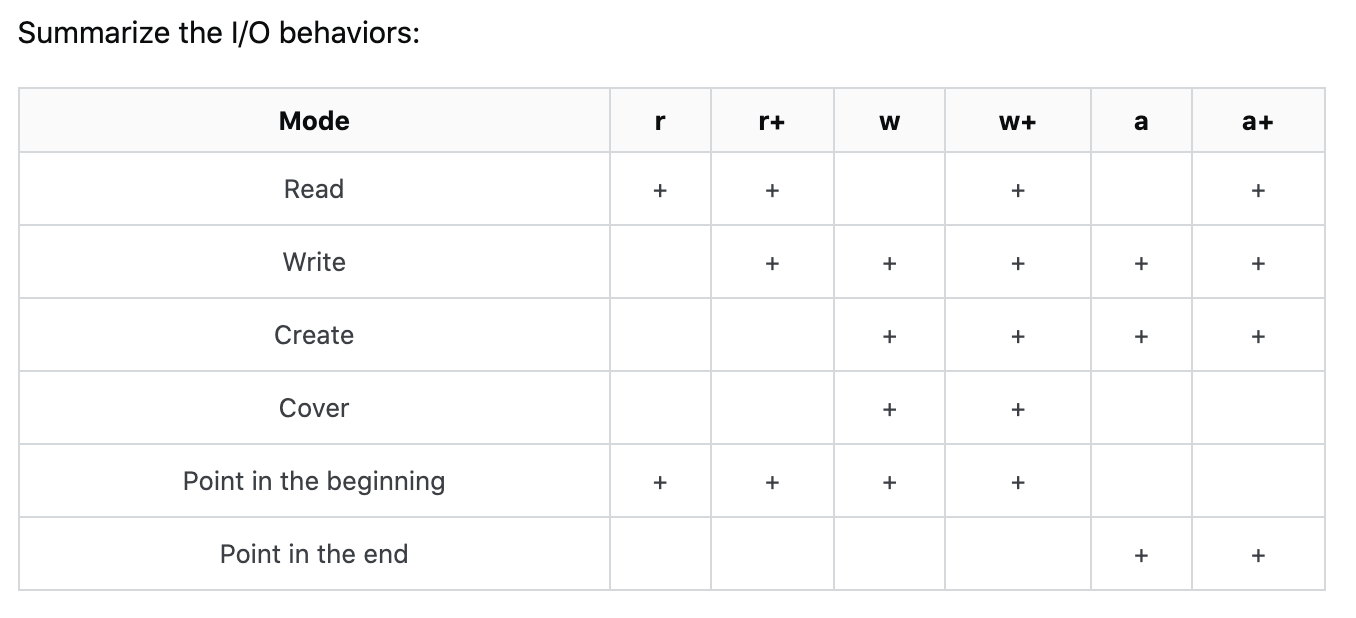 Summarize the I/O behaviors:
Mode r r+ w w+ a a+
Read + + + +
Write + + + + +
Create + + + +
Cover + +
Point in the beginning + + + +
Point in the end + +